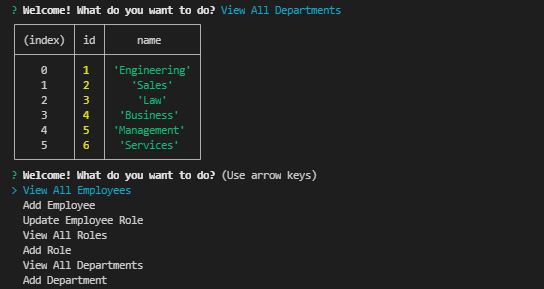 ? Welcome! What do you want to do? View All Departments
(index) id name
0 1 'Engineering'
1 2 'Sales'
2 3 'Law'
3 4 'Business'
4 5 'Management'
5 6 'Services'
? Welcome! What do you want to do? (Use arrow keys)
> View All Employees
Add Employee
Update Employee Role
View All Roles
Add Role
View All Departments
Add Department